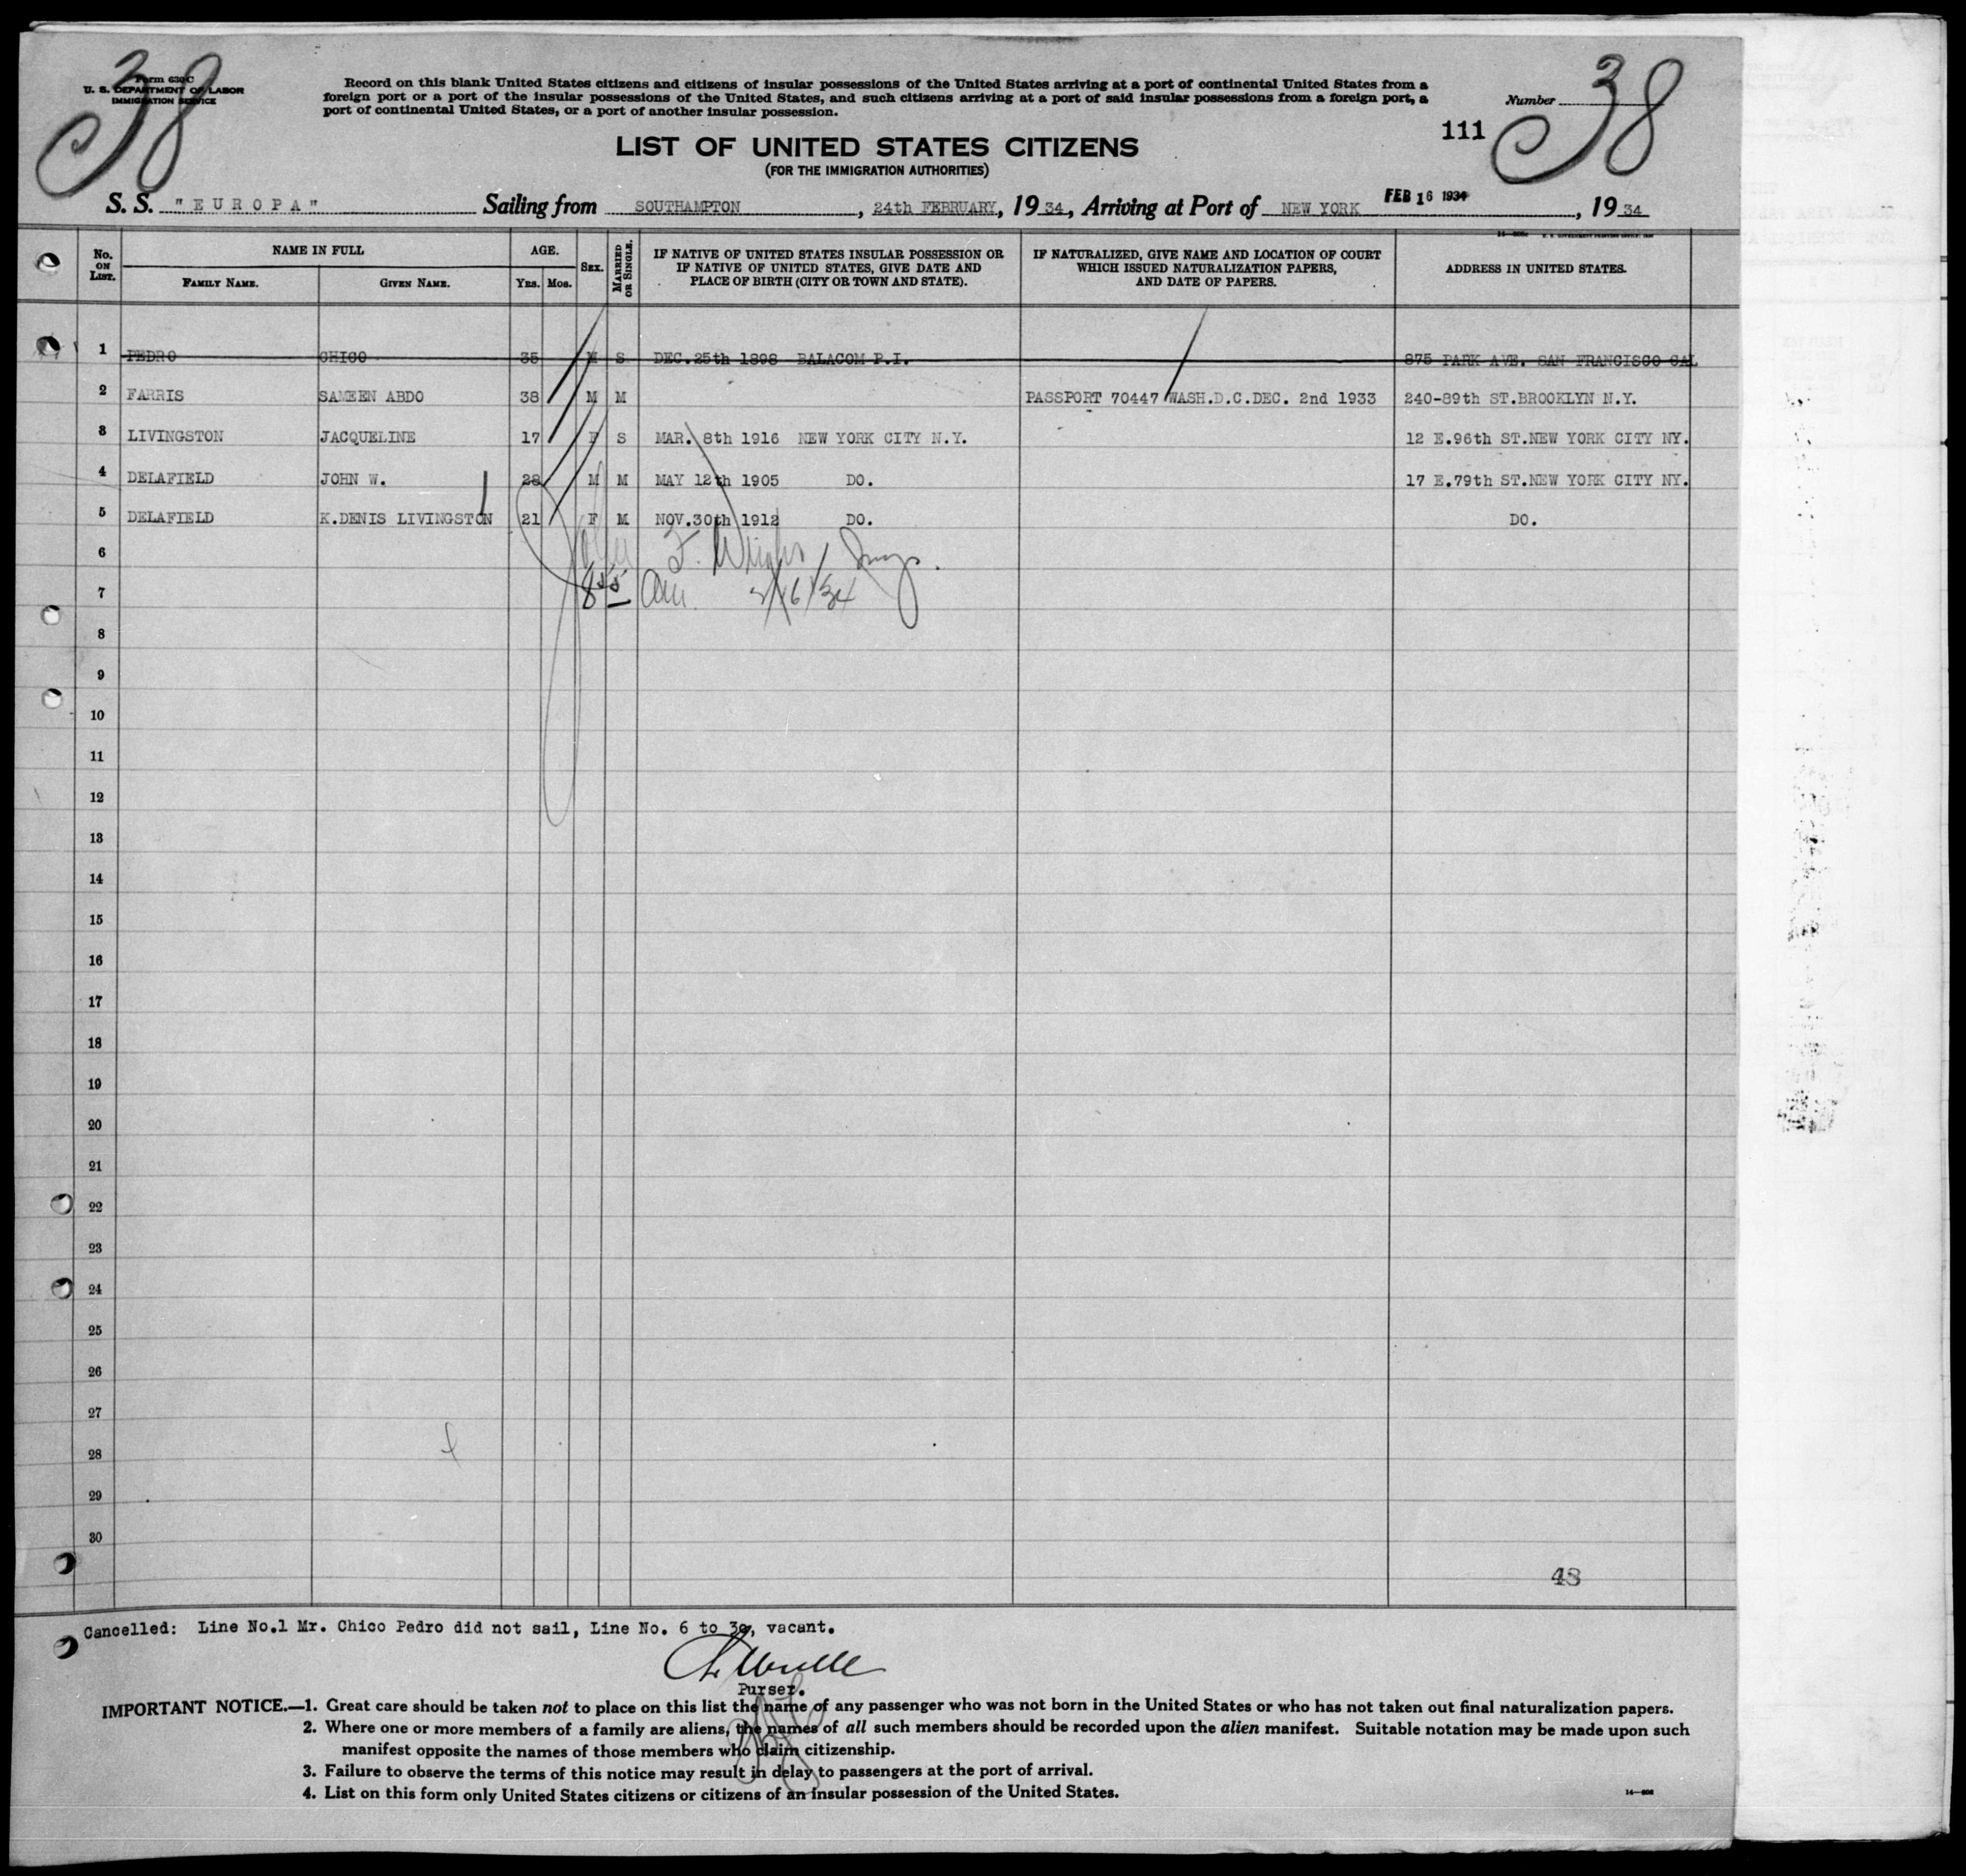 38
Form 630 C
U. S. DEPARTMENT OF LABOR
IMMIGRATION SERVICE
Record on this blank United States citizens and citizens of insular possessions of the United States arriving at a port of continental United States from a
foreign port or a port of the insular possessions of the United States, and such citizens arriving at a port of said insular possessions from a foreign port, a
port of continental United States, or a port of another insular possession.
Number 38
111
LIST OF UNITED STATES CITIZENS
(FOR THE IMMIGRATION AUTHORITIES)
S. S. "EUROPA" Sailing from SOUTHAMPTON, 24th FEBRUARY, 1934, Arriving at Port of NEW YORK FEB 16 1934, 1934
No. ON LIST. NAME IN FULL AGE. SEX. MARRIED OR SINGLE. IF NATIVE OF UNITED STATES INSULAR POSSESSION OR IF NATIVE OF UNITED STATES, GIVE DATE AND PLACE OF BIRTH (CITY OR TOWN AND STATE). IF NATURALIZED, GIVE NAME AND LOCATION OF COURT WHICH ISSUED NATURALIZATION PAPERS, AND DATE OF PAPERS. ADDRESS IN UNITED STATES.
FAMILY NAME. GIVEN NAME. YRS. MOS.
1 PEDRO CHICO 35 M S DEC.25th 1898 BALACOM P.I. 875 PARK AVE. SAN FRANCISCO CAL
2 FARRIS SAMEEN ABDO 38 M M PASSPORT 70447 WASH.D.C.DEC. 2nd 1933 240-89th ST.BROOKLYN N.Y.
3 LIVINGSTON JACQUELINE 17 F S MAR. 8th 1916 NEW YORK CITY N.Y. 12 E.96th ST.NEW YORK CITY NY.
4 DELAFIELD JOHN W. 28 M M MAY 12th 1905 DO. 17 E.79th ST.NEW YORK CITY NY.
5 DELAFIELD K.DENIS LIVINGSTON 21 F M NOV.30th 1912 DO. DO.
6
7 8 45 am. 2/16/34
8
9
10
11
12
13
14
15
16
17
18
19
20
21
22
23
24
25
26
27
28
29
30
48
Cancelled: Line No.1 Mr. Chico Pedro did not sail, Line No. 6 to 30, vacant.
Purser.
IMPORTANT NOTICE.—1. Great care should be taken not to place on this list the name of any passenger who was not born in the United States or who has not taken out final naturalization papers.
2. Where one or more members of a family are aliens, the names of all such members should be recorded upon the alien manifest. Suitable notation may be made upon such
manifest opposite the names of those members who claim citizenship.
3. Failure to observe the terms of this notice may result in delay to passengers at the port of arrival.
4. List on this form only United States citizens or citizens of an insular possession of the United States.